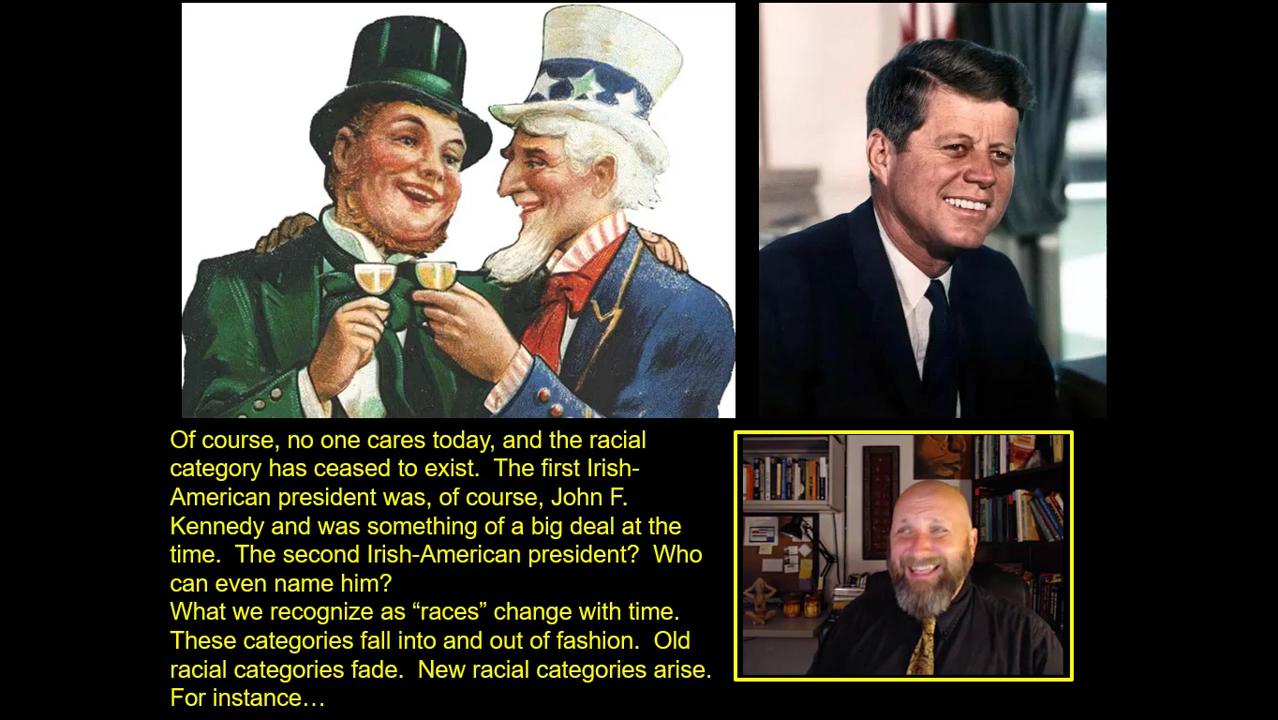 Of course, no one cares today, and the racial
category has ceased to exist.  The first Irish-
American president was, of course, John F.
Kennedy and was something of a big deal at the
time.  The second Irish-American president?  Who
can even name him?
What we recognize as “races” change with time.
These categories fall into and out of fashion.  Old
racial categories fade.  New racial categories arise.
For instance…